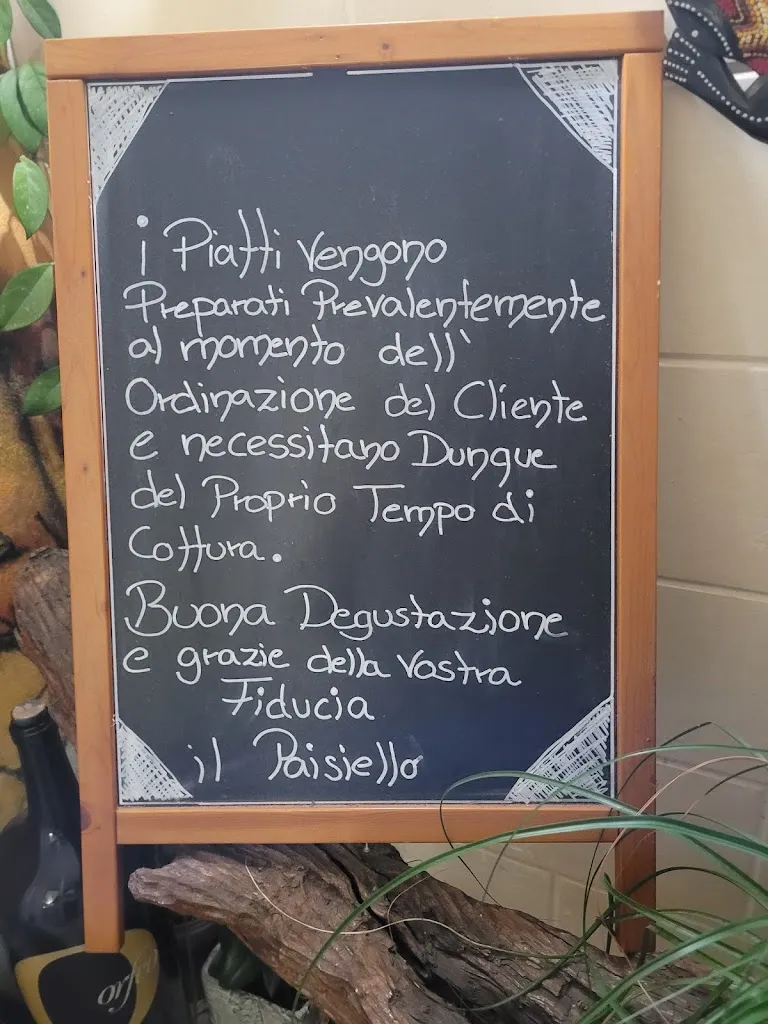 i Piatti Vengono
Preparati Prevalentemente
al momento dell'
Ordinazione del Cliente
e necessitano Dunque
del Proprio Tempo di
Cottura.
Buona Degustazione
e grazie della Vostra
Fiducia
il Paisiello